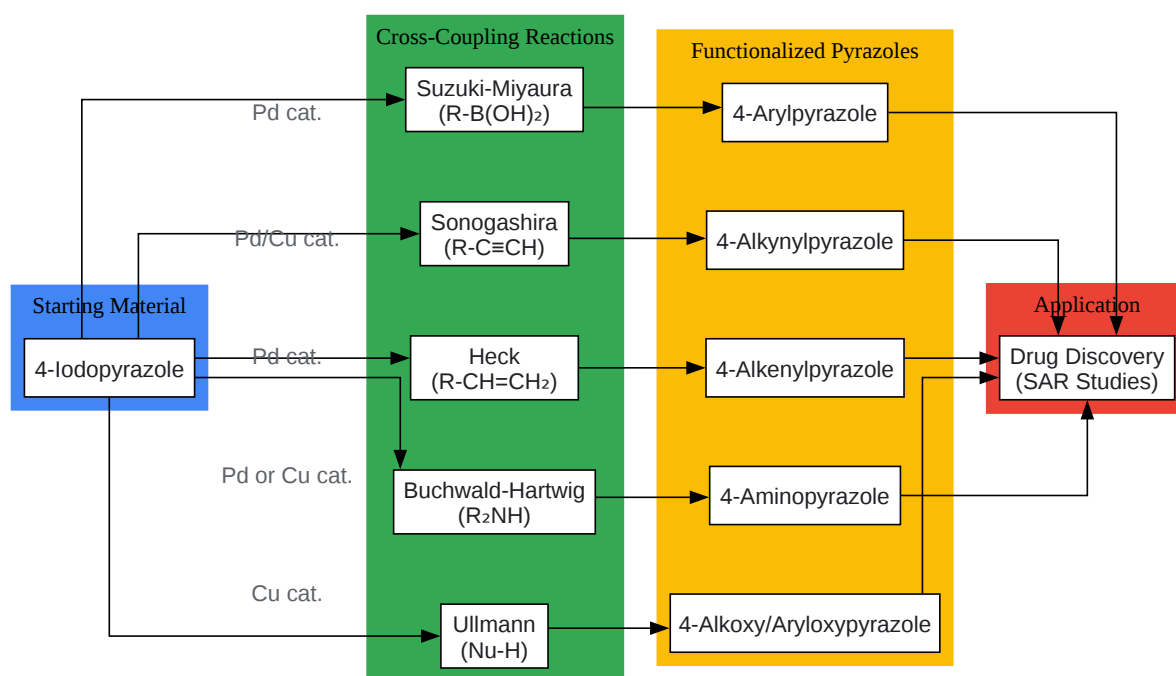 Cross-Coupling Reactions
Functionalized Pyrazoles
Suzuki-Miyaura
(R-B(OH)₂)
4-Arylpyrazole
Pd cat.
Sonogashira
(R-C≡CH)
4-Alkynylpyrazole
Pd/Cu cat.
Starting Material
Application
4-Iodopyrazole
Pd cat.
Heck
(R-CH=CH₂)
4-Alkenylpyrazole
Drug Discovery
(SAR Studies)
Pd or Cu cat.
Buchwald-Hartwig
(R₂NH)
4-Aminopyrazole
Cu cat.
Ullmann
(Nu-H)
4-Alkoxy/Aryloxypyrazole